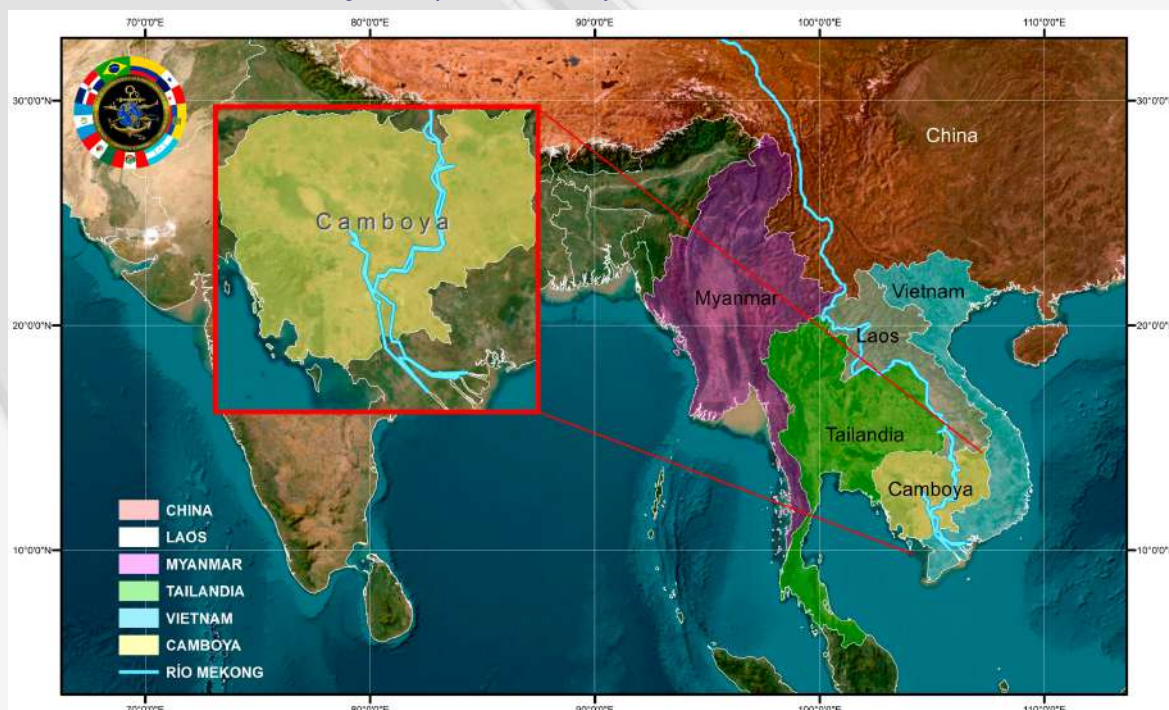 70°0'0"E 80°0'0"E 90°0'0"E 100°0'0"E 110°0'0"E
30°0'0"N 30°0'0"N
China
Camboya
Myanmar
Vietnam
20°0'0"N 20°0'0"N
Laos
Tailandia
Camboya
CHINA
LAOS
MYANMAR
10°0'0"N 10°0'0"N
TAILANDIA
VIETNAM
CAMBOYA
RÍO MEKONG
70°0'0"E 80°0'0"E 90°0'0"E 100°0'0"E 110°0'0"E